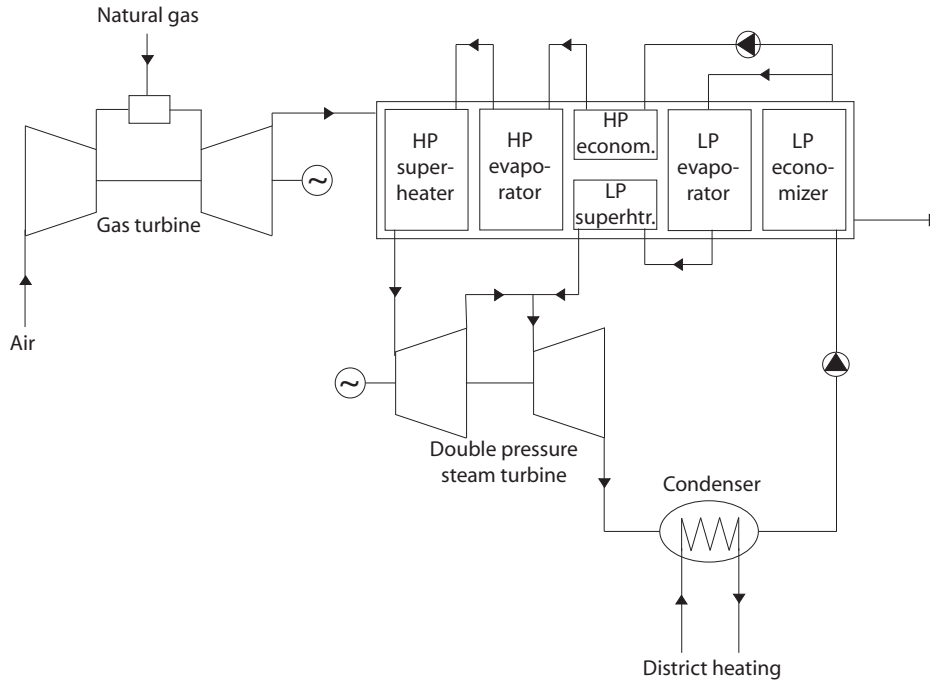 Natural gas
Gas turbine
Air
HP
super-
heater
HP
evapo-
rator
HP
econom.
LP
superhtr.
LP
evapo-
rator
LP
econo-
mizer
~
~
Double pressure
steam turbine
Condenser
District heating